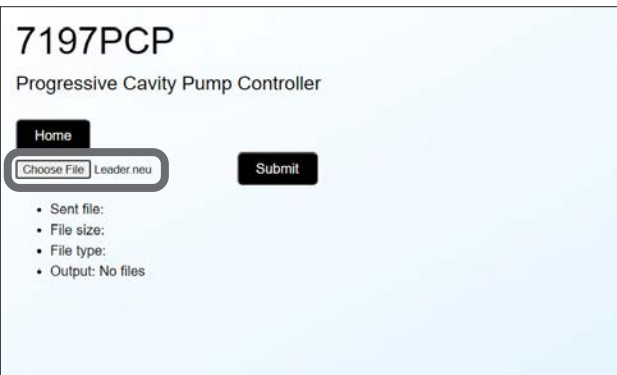 7197PCP
Progressive Cavity Pump Controller
Home
Choose File Leader.neu
Submit
• Sent file:
• File size:
• File type:
• Output: No files